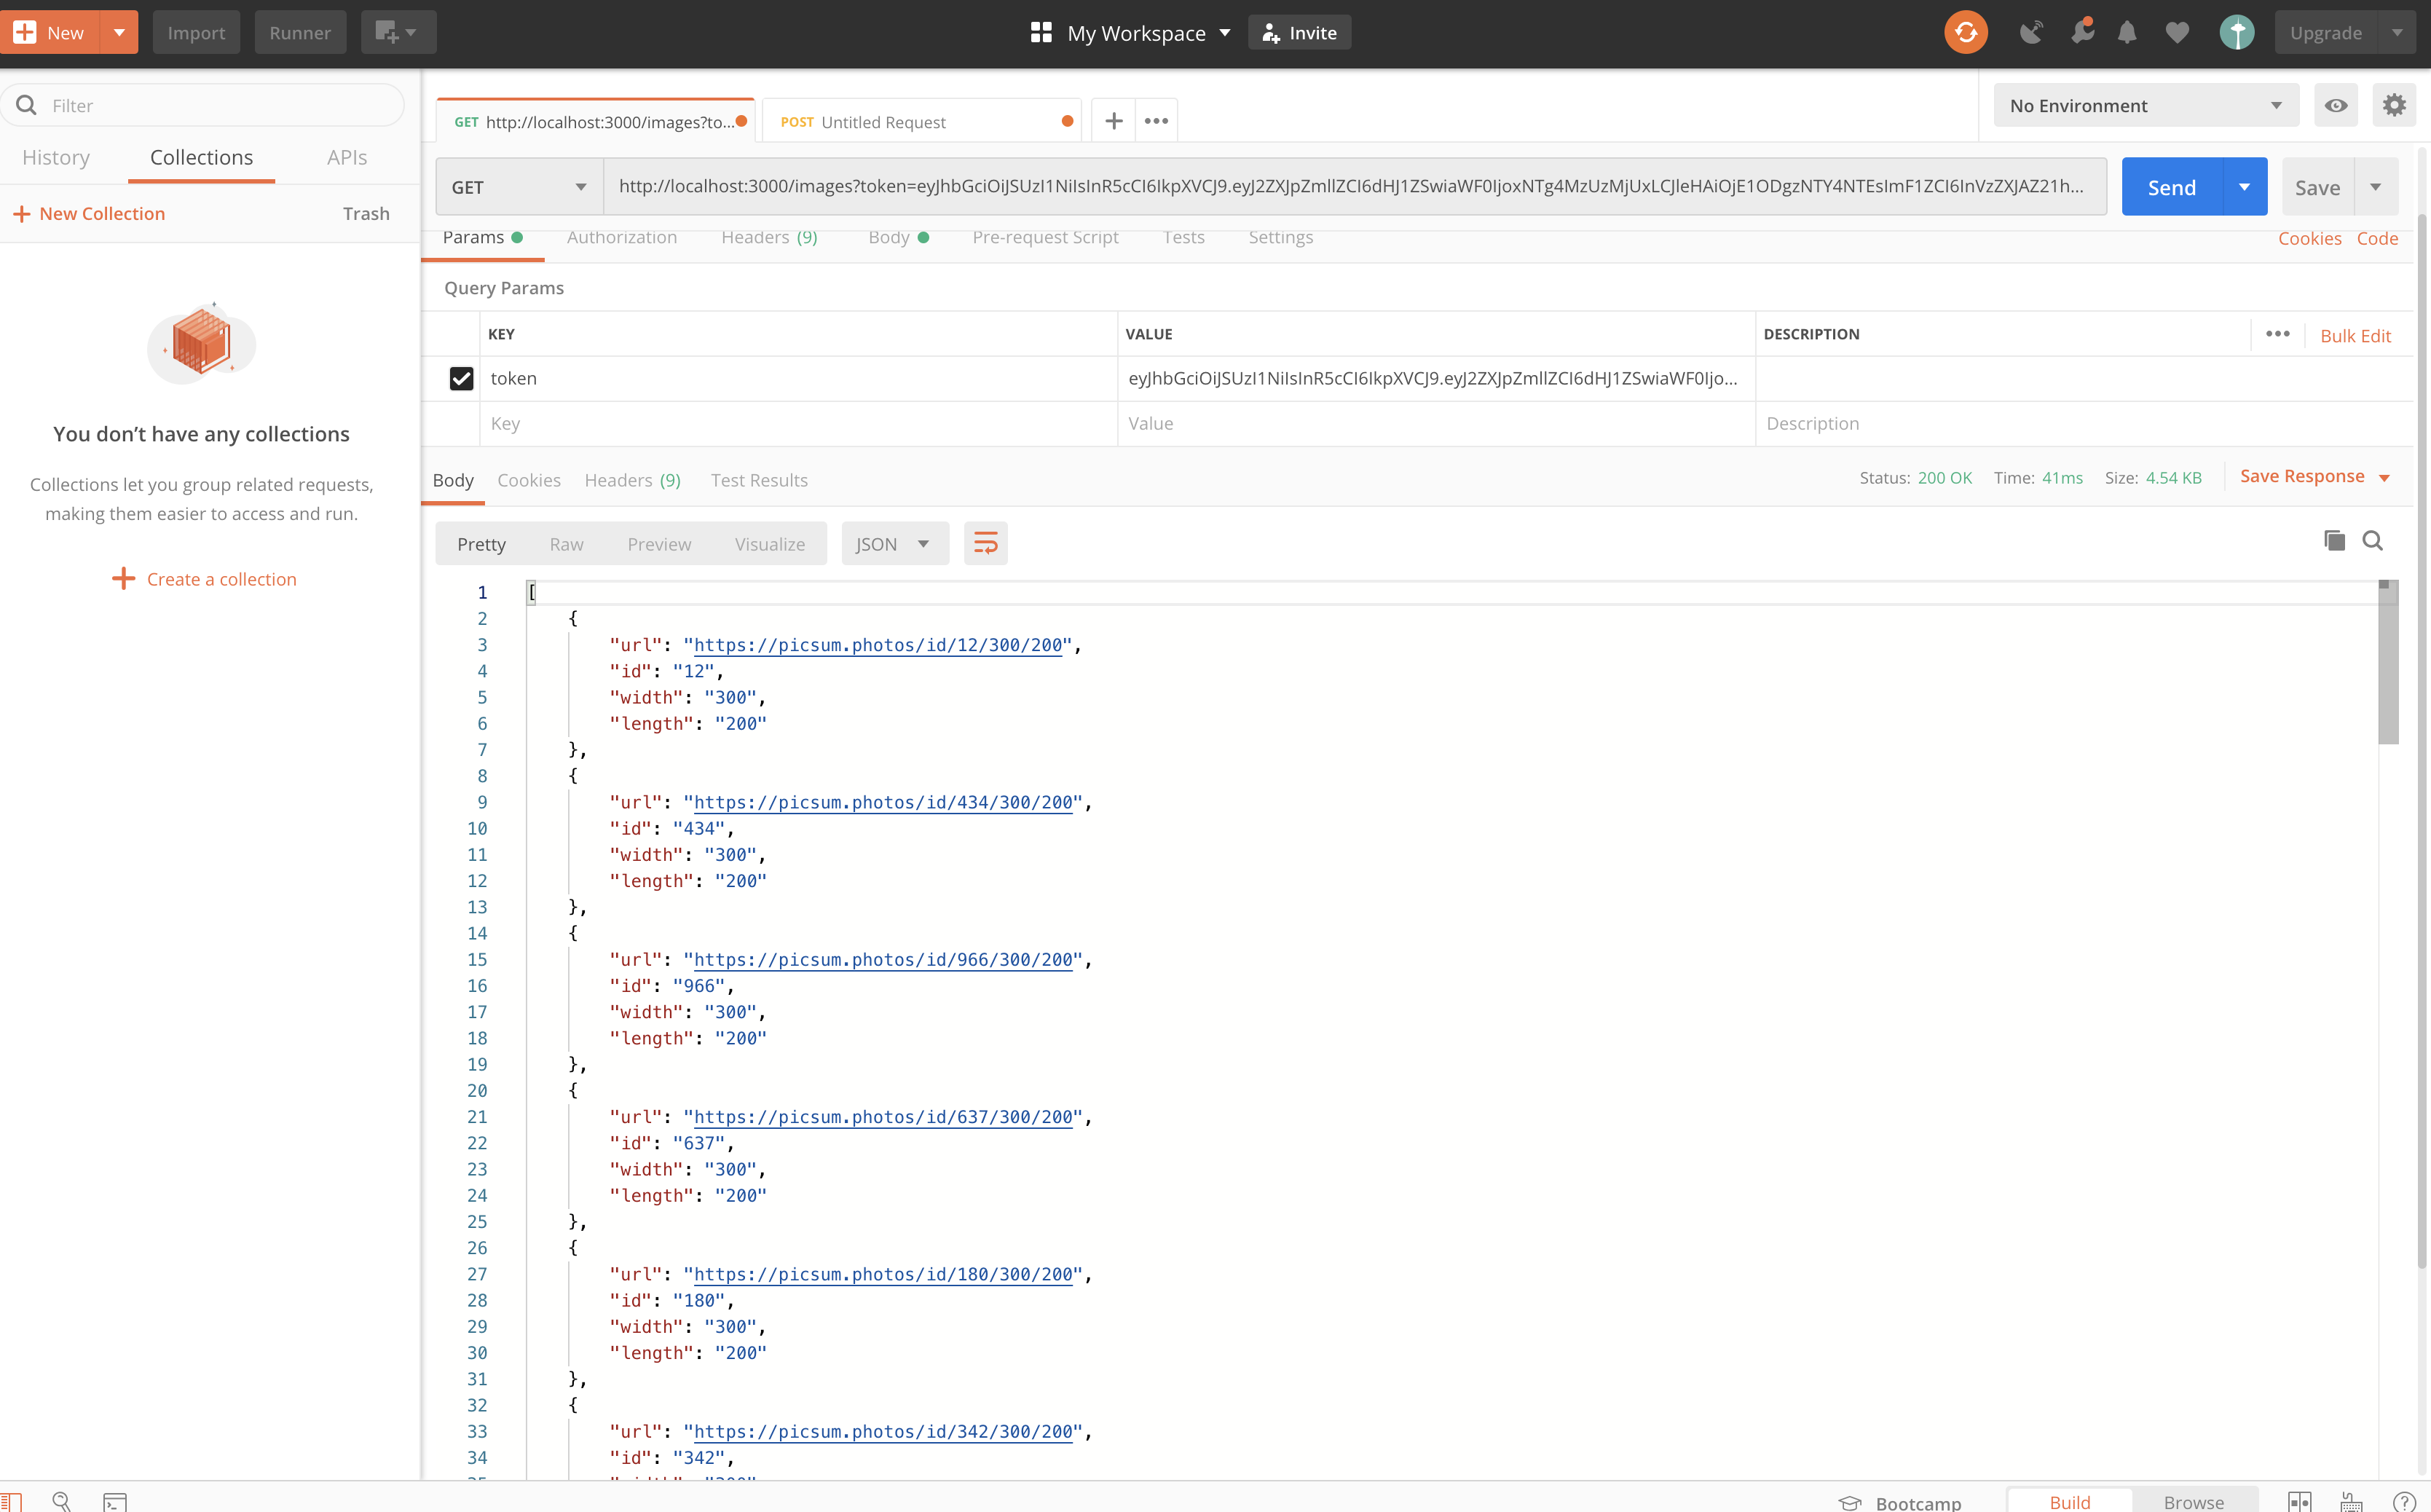 New Import Runner My Workspace Invite Upgrade
Filter
History Collections APIs
New Collection Trash
You don’t have any collections
Collections let you group related requests,
making them easier to access and run.
Create a collection
GET http://localhost:3000/images?to... POST Untitled Request No Environment
GET http://localhost:3000/images?token=eyJhbGciOiJSUzI1NiIsInR5cCI6IkpXVCJ9.eyJ2ZXJpZmllZCI6dHJ1ZSwiaWF0IjoxNTg4MzUzMjUxLCJleHAiOjE1ODgzNTY4NTEsImF1ZCI6InVzZXJAZ21h... Send Save
Params Authorization Headers (9) Body Pre-request Script Tests Settings Cookies Code
Query Params
KEY VALUE DESCRIPTION Bulk Edit
token eyJhbGciOiJSUzI1NiIsInR5cCI6IkpXVCJ9.eyJ2ZXJpZmllZCI6dHJ1ZSwiaWF0Ijo...
Key Value Description
Body Cookies Headers (9) Test Results Status: 200 OK Time: 41ms Size: 4.54 KB Save Response
Pretty Raw Preview Visualize JSON
1 [
2 {
3 "url": "https://picsum.photos/id/12/300/200",
4 "id": "12",
5 "width": "300",
6 "length": "200"
7 },
8 {
9 "url": "https://picsum.photos/id/434/300/200",
10 "id": "434",
11 "width": "300",
12 "length": "200"
13 },
14 {
15 "url": "https://picsum.photos/id/966/300/200",
16 "id": "966",
17 "width": "300",
18 "length": "200"
19 },
20 {
21 "url": "https://picsum.photos/id/637/300/200",
22 "id": "637",
23 "width": "300",
24 "length": "200"
25 },
26 {
27 "url": "https://picsum.photos/id/180/300/200",
28 "id": "180",
29 "width": "300",
30 "length": "200"
31 },
32 {
33 "url": "https://picsum.photos/id/342/300/200",
34 "id": "342",
Bootcamp Build Browse